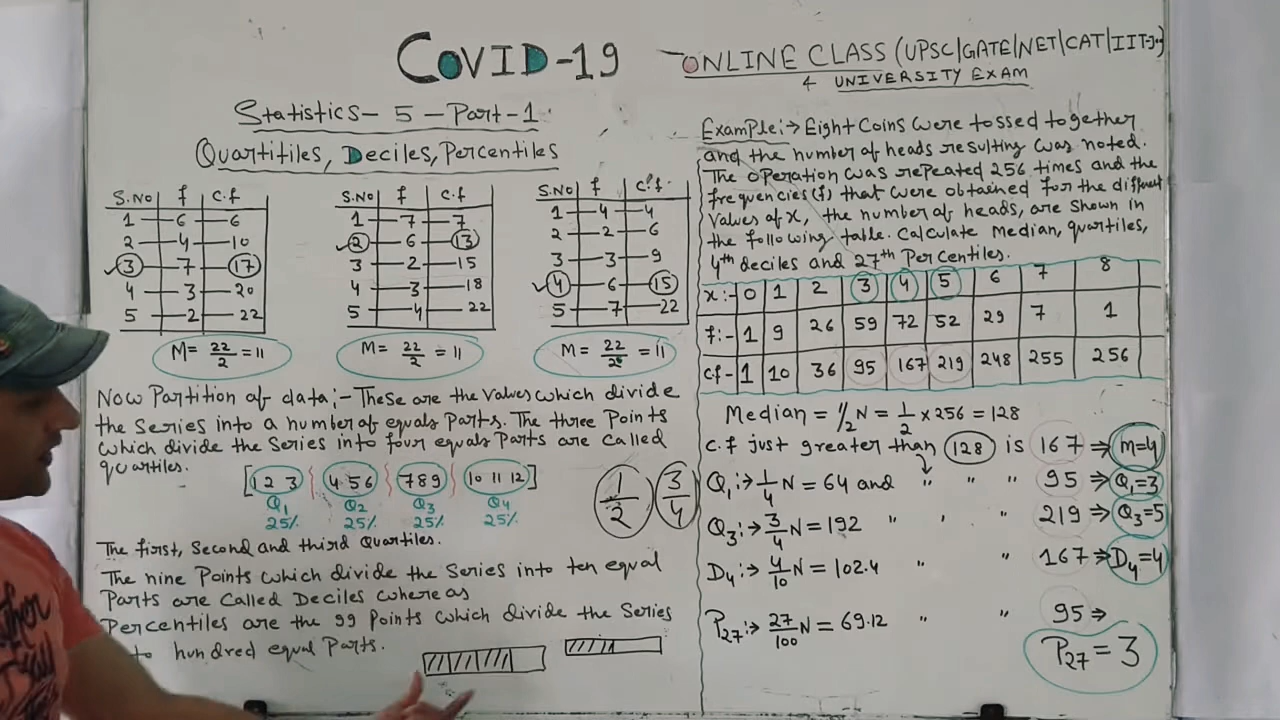 COVID-19
ONLINE CLASS (UPSC|GATE|NET|CAT|IIT-J
4 UNIVERSITY EXAM
Statistics- 5 - Part-1
Quartifiles, Deciles, Percentiles
S.No f C.f
1 6 6
2 4 10
3 7 17
4 3 20
5 2 22
M= 22/2 = 11
S.No f C.f
1 7 7
2 6 13
3 2 15
4 3 18
5 4 22
M= 22/2 = 11
S.No f C.f.
1 4 4
2 2 6
3 3 9
4 6 15
5 7 22
M= 22/2 = 11
Now Partition of data:- These are the values which divide
the Series into a number of equals Parts. The three Points
which divide the Series into four equals Parts are called
quartiles.
[1 2 3 4 5 6 7 8 9 10 11 12]
Q1 Q2 Q3 Q4
25% 25% 25% 25%
1/2 3/4
The first, Second and third Quartiles.
The nine Points which divide the Series into ten equal
Parts are called Deciles where as
Percentiles are the 99 Points which divide the Series
to hundred equal Parts.
Example:→ Eight Coins were tossed together
and the number of heads resulting was noted.
The operation was repeated 256 times and the
frequencies(f) that were obtained for the different
values of x, the number of heads, are shown in
the following table. Calculate Median, quartiles,
4th deciles and 27th Percentiles.
x:- 0 1 2 3 4 5 6 7 8
f:- 1 9 26 59 72 52 29 7 1
cf- 1 10 36 95 167 219 248 255 256
Median = 1/2 N = 1/2 x 256 = 128
C.f just greater than 128 is 167 ⇒ M=4
Q1:→ 1/4 N = 64 and " " " 95 ⇒ Q1=3
Q3:→ 3/4 N = 192 " " " 219 ⇒ Q3=5
D4:→ 4/10 N = 102.4 " " 167 ⇒ D4=4
P27:→ 27/100 N = 69.12 " " 95 ⇒
P27 = 3